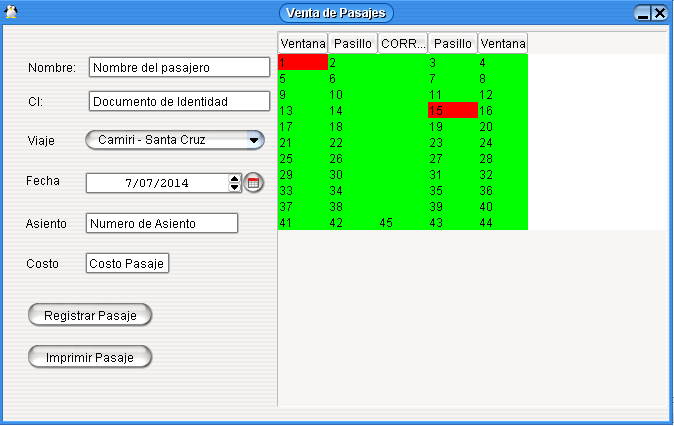 Venta de Pasajes
Nombre: Nombre del pasajero
CI: Documento de Identidad
Viaje Camiri - Santa Cruz
Fecha 7/07/2014
Asiento Numero de Asiento
Costo Costo Pasaje
Registrar Pasaje
Imprimir Pasaje
Ventana Pasillo CORR... Pasillo Ventana
1 2 3 4
5 6 7 8
9 10 11 12
13 14 15 16
17 18 19 20
21 22 23 24
25 26 27 28
29 30 31 32
33 34 35 36
37 38 39 40
41 42 45 43 44